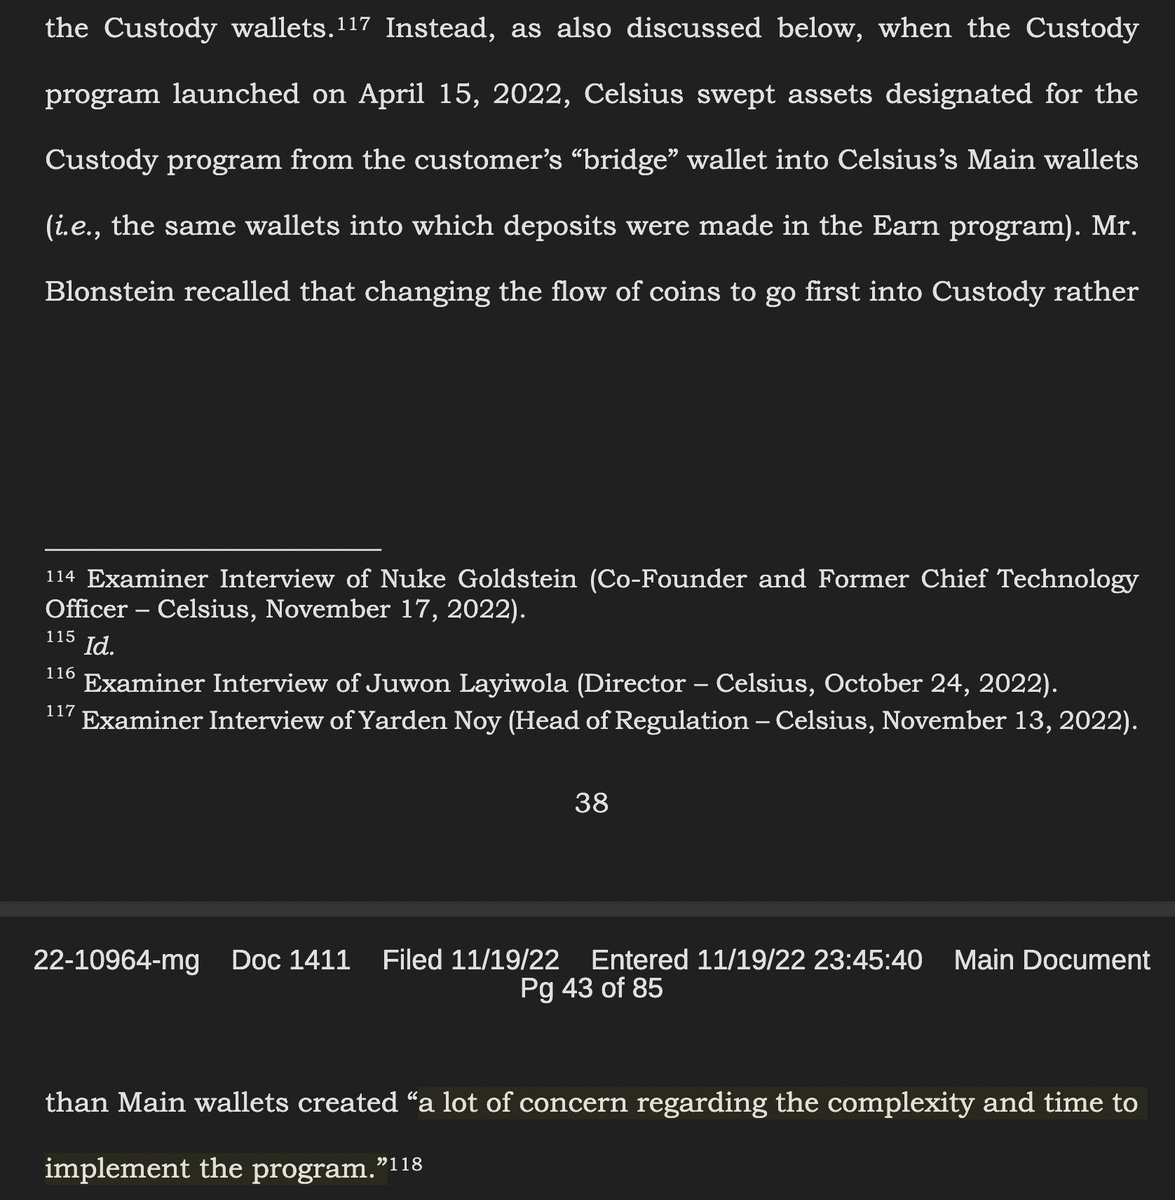 the Custody wallets.117 Instead, as also discussed below, when the Custody
program launched on April 15, 2022, Celsius swept assets designated for the
Custody program from the customer’s “bridge” wallet into Celsius’s Main wallets
(i.e., the same wallets into which deposits were made in the Earn program). Mr.
Blonstein recalled that changing the flow of coins to go first into Custody rather
114 Examiner Interview of Nuke Goldstein (Co-Founder and Former Chief Technology
Officer – Celsius, November 17, 2022).
115 Id.
116 Examiner Interview of Juwon Layiwola (Director – Celsius, October 24, 2022).
117 Examiner Interview of Yarden Noy (Head of Regulation – Celsius, November 13, 2022).
38
22-10964-mg Doc 1411 Filed 11/19/22 Entered 11/19/22 23:45:40 Main Document
Pg 43 of 85
than Main wallets created “a lot of concern regarding the complexity and time to
implement the program.”118